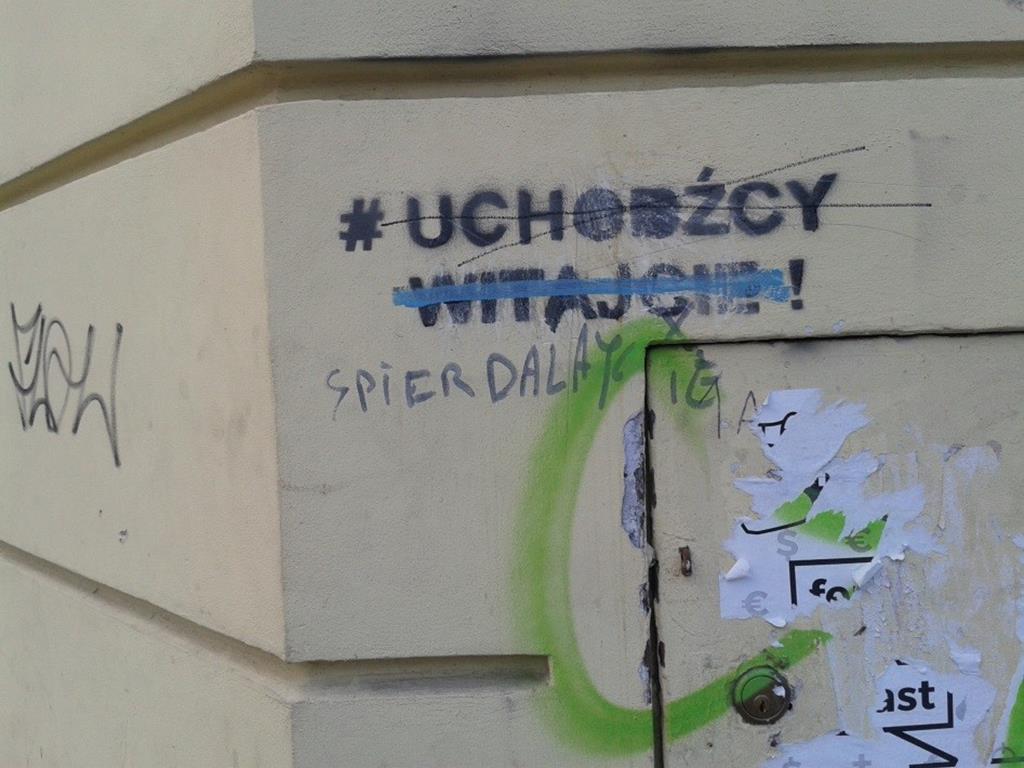 #UCHODŹCY
WITAJCIE!
SPiERDALAJCiE
$ €
€
ast